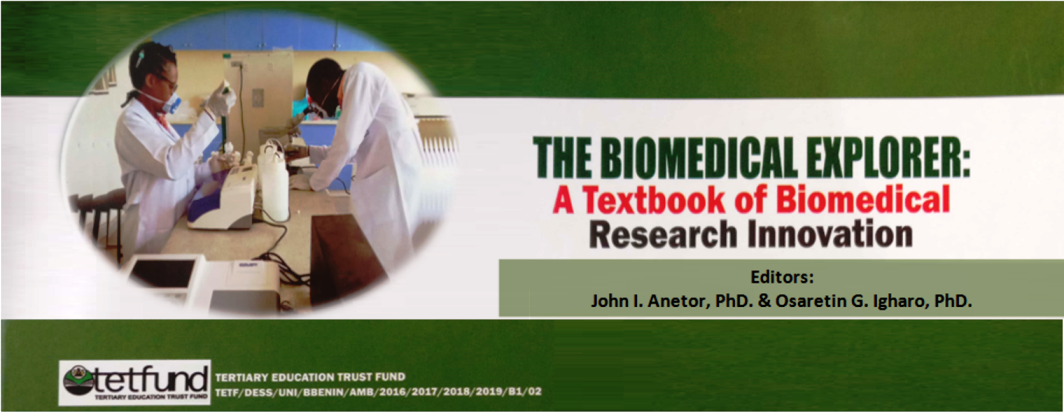 THE BIOMEDICAL EXPLORER:
A Textbook of Biomedical
Research Innovation
Editors:
John I. Anetor, PhD. & Osaretin G. Igharo, PhD.
tetfund
TERTIARY EDUCATION TRUST FUND
TERTIARY EDUCATION TRUST FUND
TETF/DESS/UNI/BBENIN/AMB/2016/2017/2018/2019/B1/02